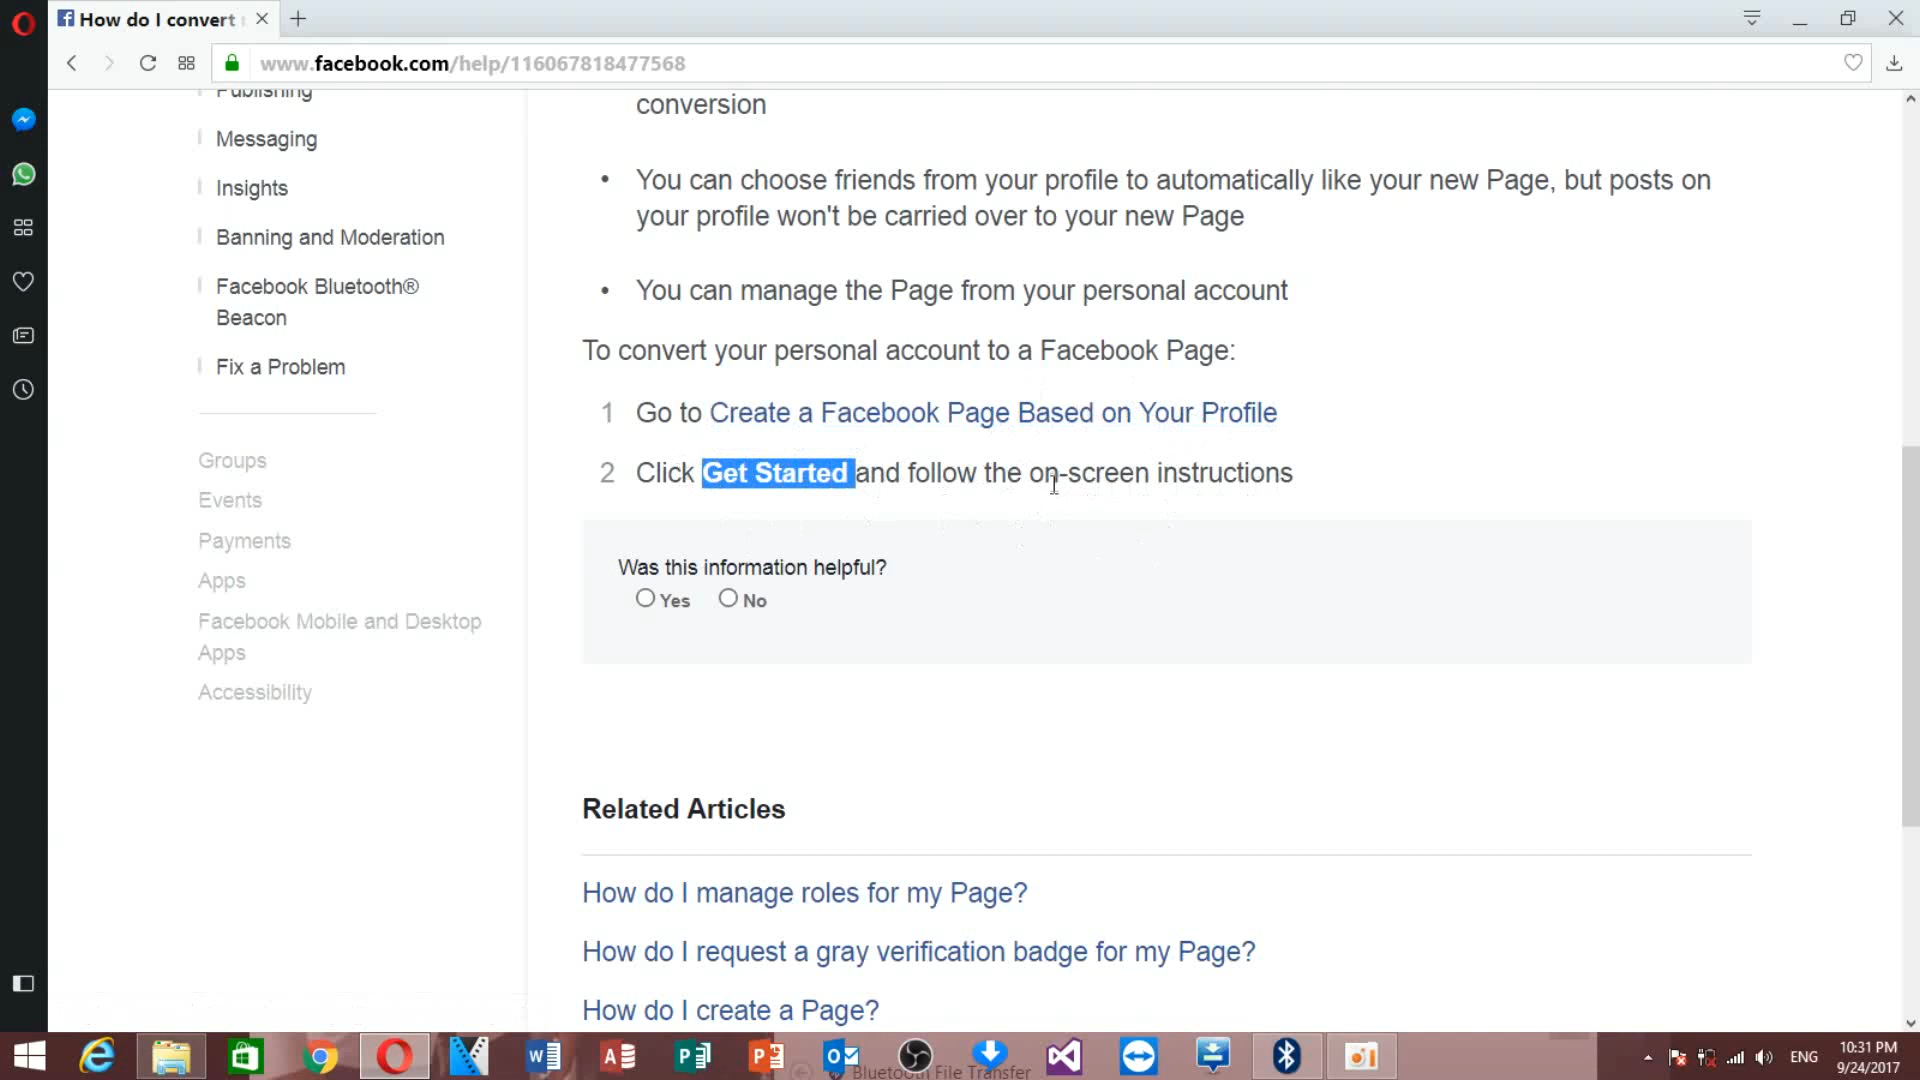 How do I convert
www.facebook.com/help/116067818477568
Publishing
Messaging
Insights
Banning and Moderation
Facebook Bluetooth®
Beacon
Fix a Problem
Groups
Events
Payments
Apps
Facebook Mobile and Desktop
Apps
Accessibility
conversion
• You can choose friends from your profile to automatically like your new Page, but posts on
your profile won't be carried over to your new Page
• You can manage the Page from your personal account
To convert your personal account to a Facebook Page:
1 Go to Create a Facebook Page Based on Your Profile
2 Click Get Started and follow the on-screen instructions
Was this information helpful?
Yes No
Related Articles
How do I manage roles for my Page?
How do I request a gray verification badge for my Page?
How do I create a Page?
Bluetooth File Transfer
ENG
10:31 PM
9/24/2017